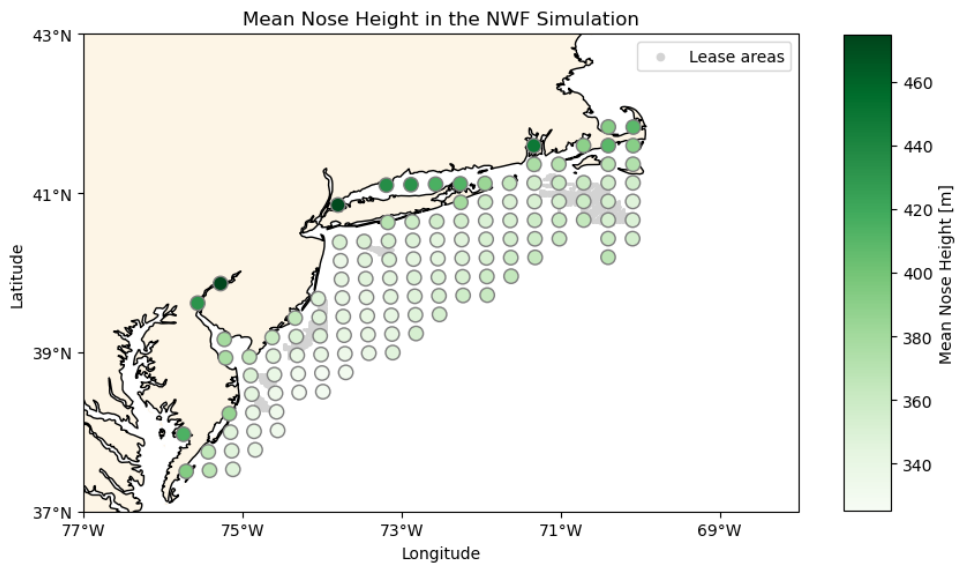 Mean Nose Height in the NWF Simulation
43°N
41°N
39°N
37°N
Latitude
77°W
75°W
73°W
71°W
69°W
Longitude
Lease areas
460
440
420
400
380
360
340
Mean Nose Height [m]